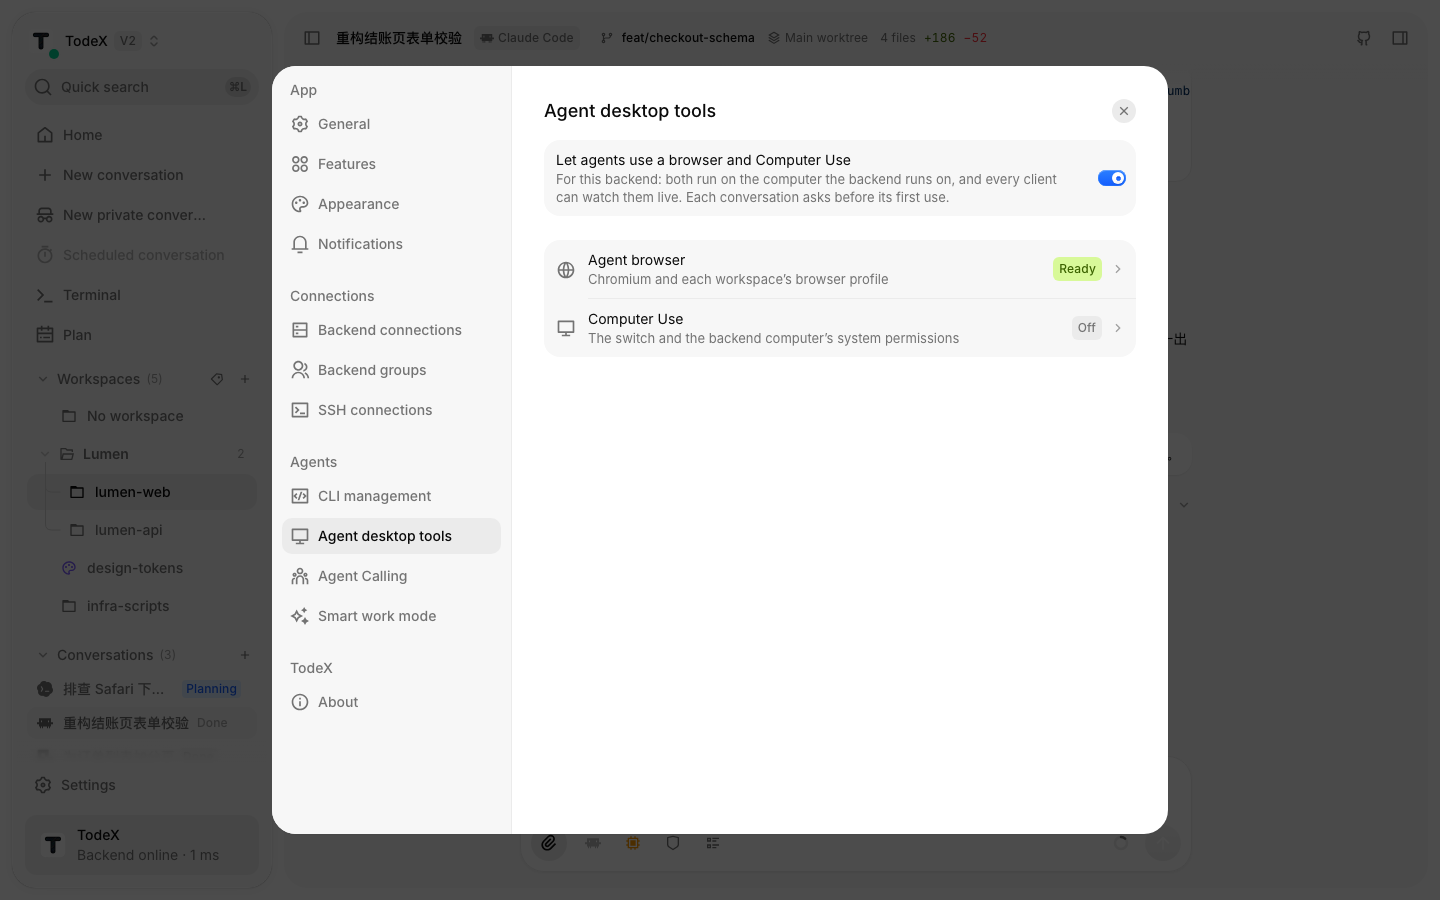 TodeX V2
Quick search ⌘L
Home
New conversation
New private conver...
Scheduled conversation
Terminal
Plan
Workspaces (5)
No workspace
Lumen 2
lumen-web
lumen-api
design-tokens
infra-scripts
Conversations (3)
排查 Safari 下... Planning
重构结账页表单校验 Done
Settings
TodeX
Backend online · 1 ms
重构结账页表单校验 Claude Code feat/checkout-schema Main worktree 4 files +186 −52
umb
出
App
General
Features
Appearance
Notifications
Connections
Backend connections
Backend groups
SSH connections
Agents
CLI management
Agent desktop tools
Agent Calling
Smart work mode
TodeX
About
Agent desktop tools
Let agents use a browser and Computer Use
For this backend: both run on the computer the backend runs on, and every client
can watch them live. Each conversation asks before its first use.
Agent browser
Chromium and each workspace’s browser profile
Ready
Computer Use
The switch and the backend computer’s system permissions
Off